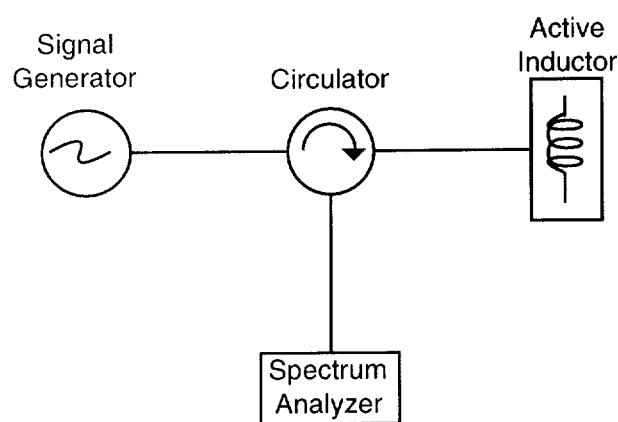 Signal
Generator
Circulator
Active
Inductor
Spectrum
Analyzer